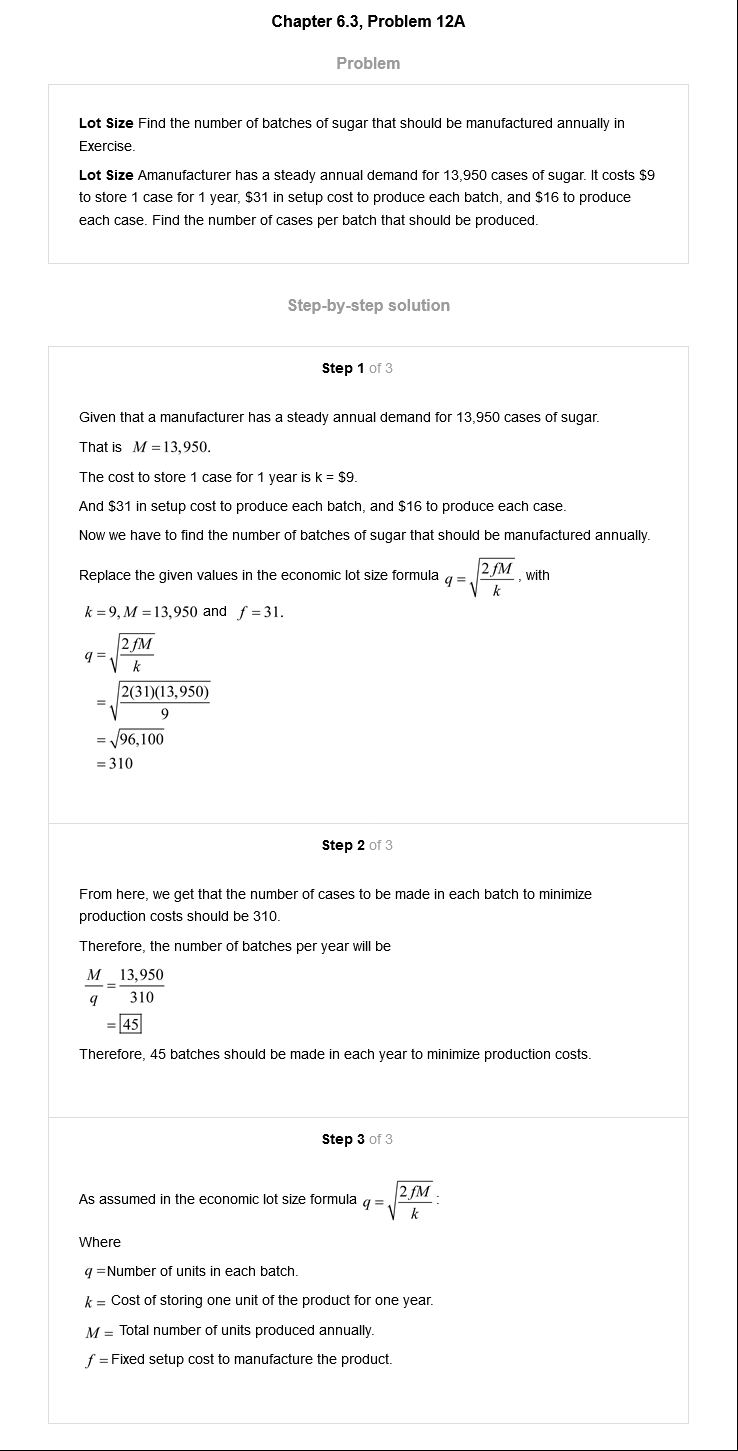 Chapter 6.3, Problem 12A
Problem
Lot Size Find the number of batches of sugar that should be manufactured annually in
Exercise.
Lot Size Amanufacturer has a steady annual demand for 13,950 cases of sugar. It costs $9
to store 1 case for 1 year, $31 in setup cost to produce each batch, and $16 to produce
each case. Find the number of cases per batch that should be produced.
Step-by-step solution
Step 1 of 3
Given that a manufacturer has a steady annual demand for 13,950 cases of sugar.
That is M = 13,950.
The cost to store 1 case for 1 year is k = $9.
And $31 in setup cost to produce each batch, and $16 to produce each case.
Now we have to find the number of batches of sugar that should be manufactured annually.
Replace the given values in the economic lot size formula q = √(2fM/k), with
k = 9, M = 13,950 and f = 31.
q = √(2fM/k)
= √(2(31)(13,950)/9)
= √96,100
= 310
Step 2 of 3
From here, we get that the number of cases to be made in each batch to minimize
production costs should be 310.
Therefore, the number of batches per year will be
M/q = 13,950/310
= 45
Therefore, 45 batches should be made in each year to minimize production costs.
Step 3 of 3
As assumed in the economic lot size formula q = √(2fM/k) :
Where
q =Number of units in each batch.
k = Cost of storing one unit of the product for one year.
M = Total number of units produced annually.
f = Fixed setup cost to manufacture the product.